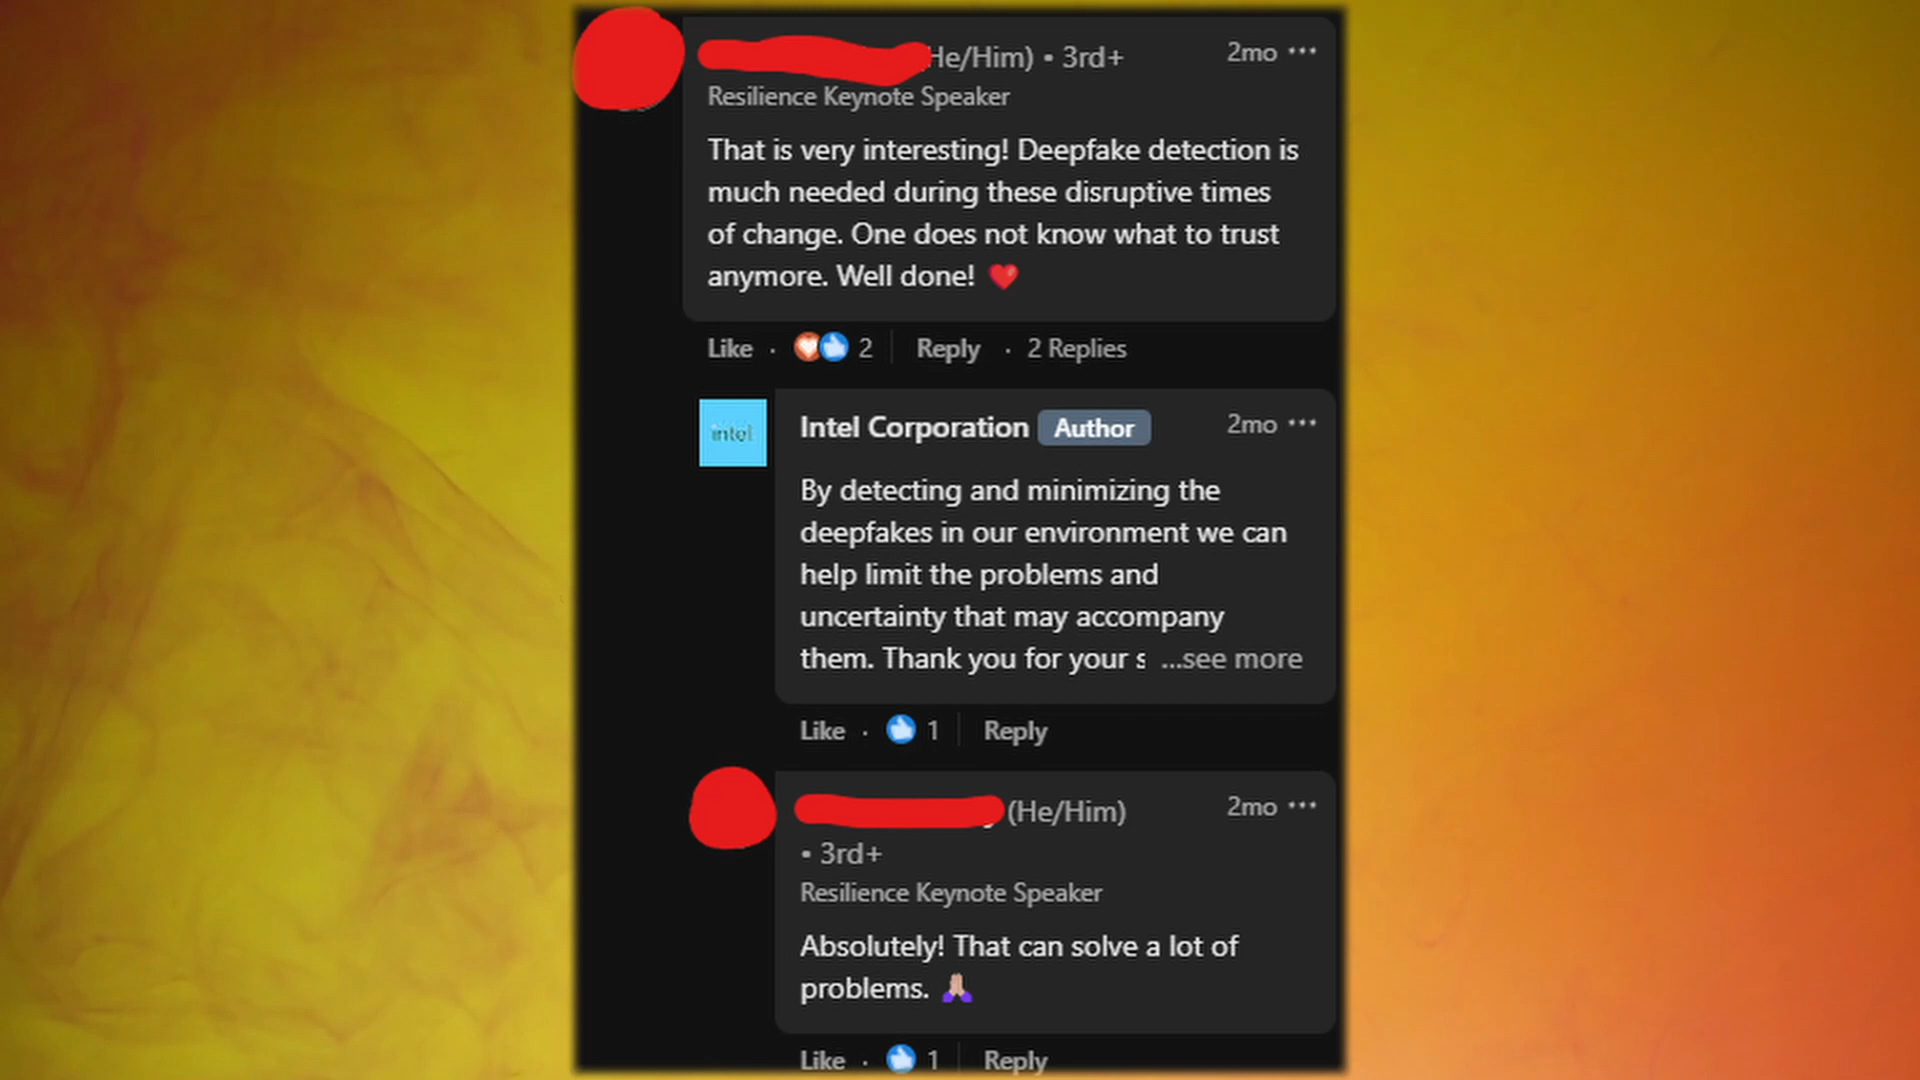 He/Him) • 3rd+
2mo
Resilience Keynote Speaker
That is very interesting! Deepfake detection is
much needed during these disruptive times
of change. One does not know what to trust
anymore. Well done! ❤️
Like · 2 Reply · 2 Replies
intel
Intel Corporation Author 2mo
By detecting and minimizing the
deepfakes in our environment we can
help limit the problems and
uncertainty that may accompany
them. Thank you for your s ...see more
Like · 1 Reply
(He/Him) 2mo
• 3rd+
Resilience Keynote Speaker
Absolutely! That can solve a lot of
problems. 🙏🏼
Like · 1 Reply